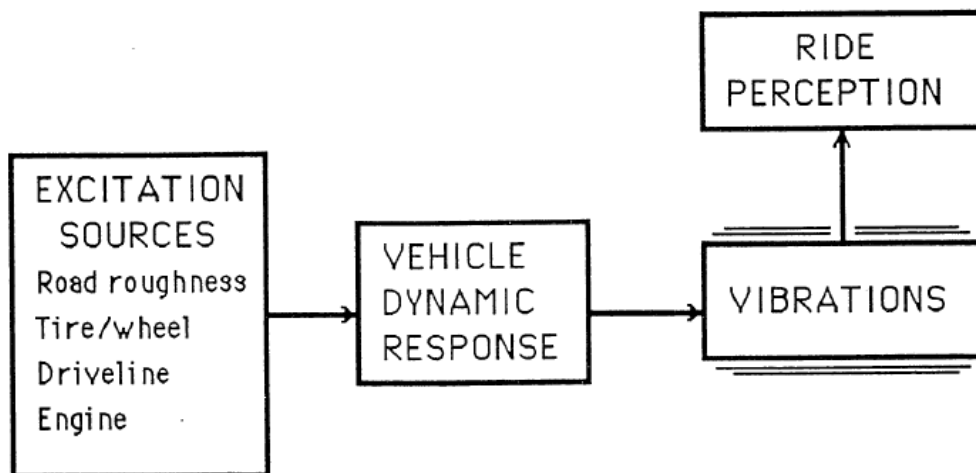 EXCITATION
SOURCES
Road roughness
Tire/wheel
Driveline
Engine
VEHICLE
DYNAMIC
RESPONSE
VIBRATIONS
RIDE
PERCEPTION